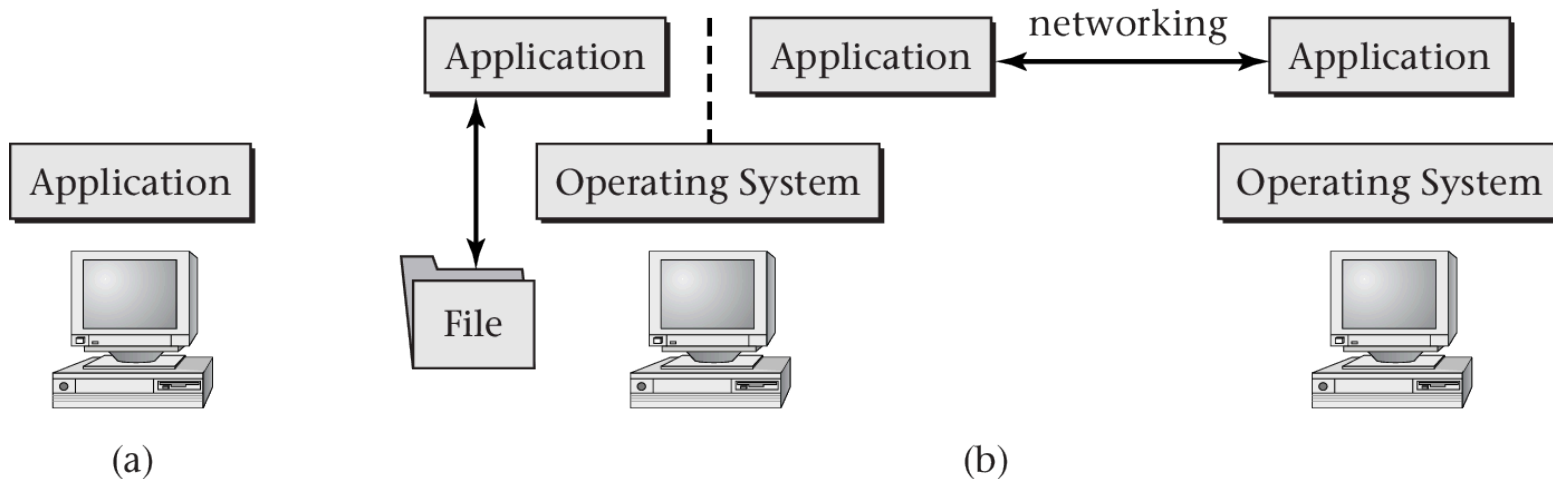 networking
Application
Application
Application
Application
Operating System
Operating System
File
(a)
(b)